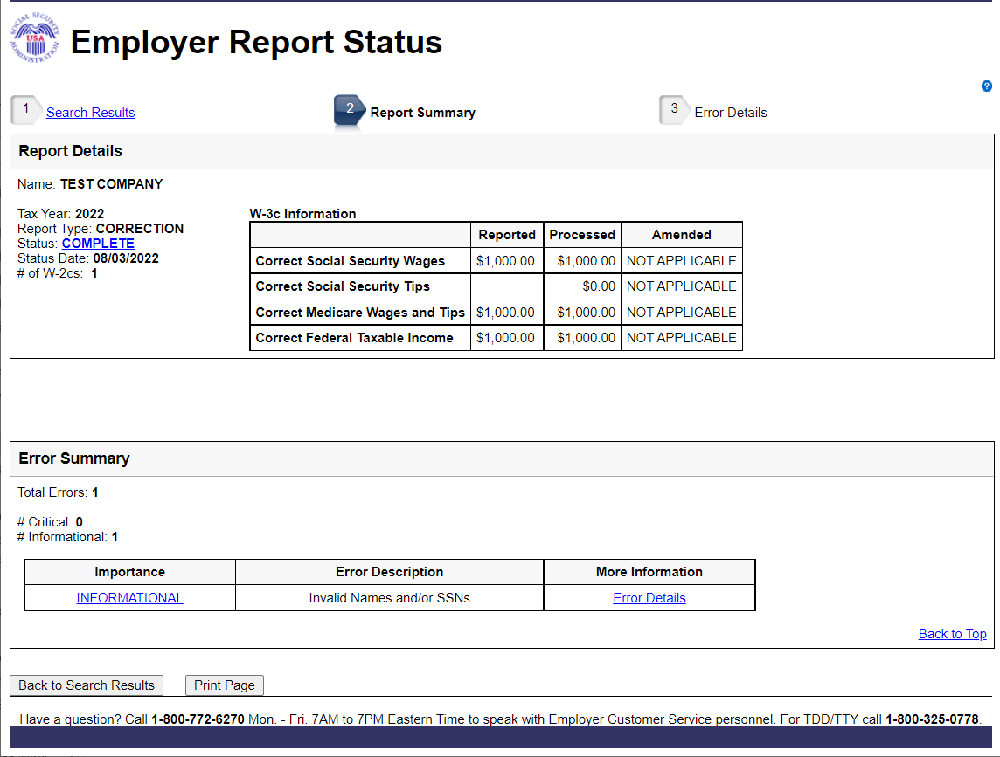 SOCIAL SECURITY
USA
ADMINISTRATION
Employer Report Status
?
1 Search Results 2 Report Summary 3 Error Details
Report Details
Name: TEST COMPANY
Tax Year: 2022
Report Type: CORRECTION
Status: COMPLETE
Status Date: 08/03/2022
# of W-2cs: 1
W-3c Information
Reported Processed Amended
Correct Social Security Wages $1,000.00 $1,000.00 NOT APPLICABLE
Correct Social Security Tips $0.00 NOT APPLICABLE
Correct Medicare Wages and Tips $1,000.00 $1,000.00 NOT APPLICABLE
Correct Federal Taxable Income $1,000.00 $1,000.00 NOT APPLICABLE
Error Summary
Total Errors: 1
# Critical: 0
# Informational: 1
Importance Error Description More Information
INFORMATIONAL Invalid Names and/or SSNs Error Details
Back to Top
Back to Search Results Print Page
Have a question? Call 1-800-772-6270 Mon. - Fri. 7AM to 7PM Eastern Time to speak with Employer Customer Service personnel. For TDD/TTY call 1-800-325-0778.